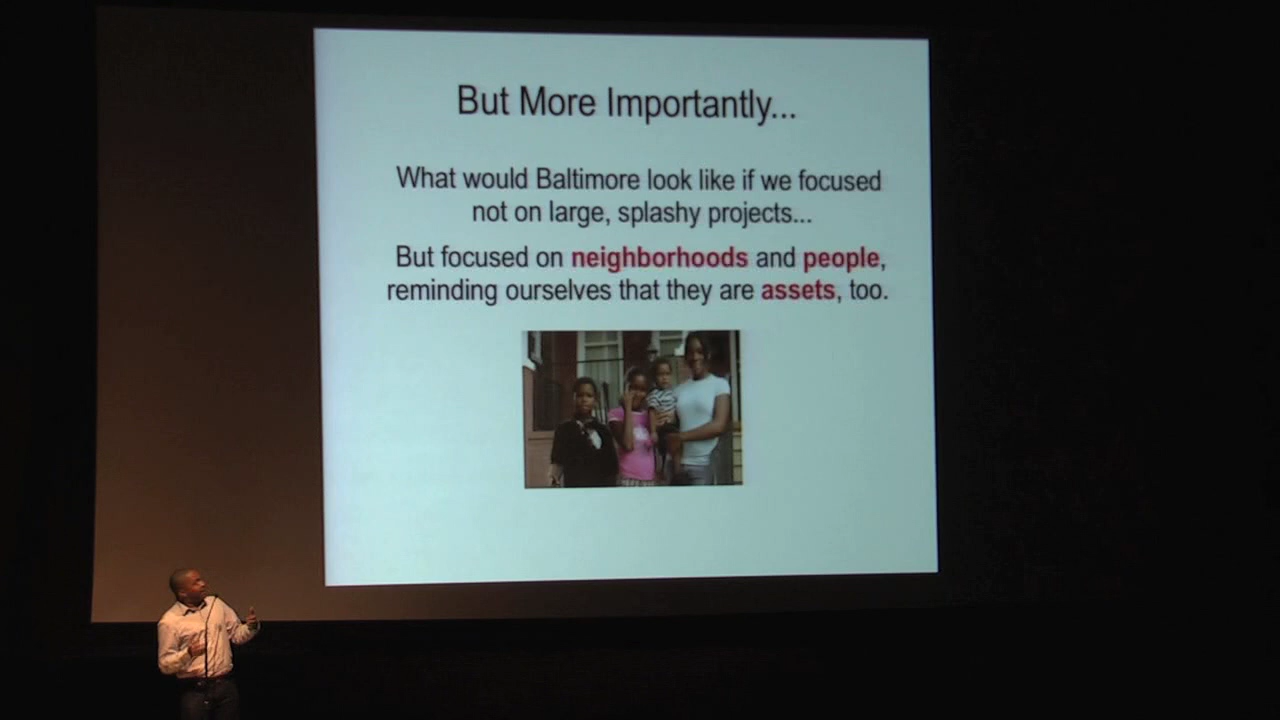 But More Importantly...
What would Baltimore look like if we focused
not on large, splashy projects...
But focused on neighborhoods and people,
reminding ourselves that they are assets, too.